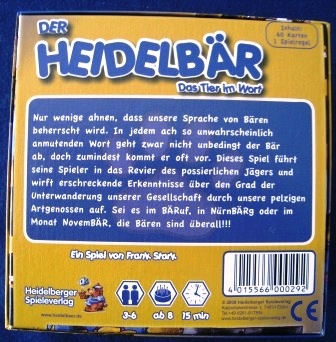 DER
HEIDELBÄR
Das Tier im Wort
Inhalt:
60 Karten
1 Spielregel
Nur wenige ahnen, dass unsere Sprache von Bären
beherrscht wird. In jedem ach so unwahrscheinlich
anmutenden Wort geht zwar nicht unbedingt der Bär
ab, doch zumindest kommt er oft vor. Dieses Spiel führt
seine Spieler in das Revier des possierlichen Jägers und
wirft erschreckende Erkenntnisse über den Grad der
Unterwanderung unserer Gesellschaft durch unsere pelzigen
Artgenossen auf. Sei es im BÄRuf, in NürnBÄRg oder im
Monat NovemBÄR, die Bären sind überall!!!
Ein Spiel von Frank Stark
Heidelberger
Spieleverlag
www.heidelbaer.de
3-6
ab 8
15 min
4 015566 000292
CE